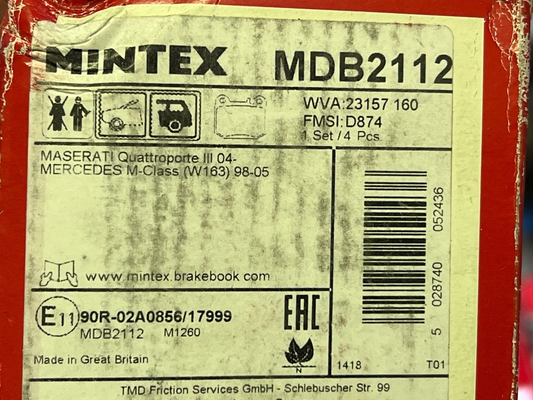 MINTEX MDB2112
WVA:23157 160
FMSI:D874
1 Set / 4 Pcs
MASERATI Quattroporte III 04-
MERCEDES M-Class (W163) 98-05
www.mintex.brakebook.com
E11 90R-02A0856/17999
MDB2112 M1260
EAC
N
Made in Great Britain
1418 T01
5 028740 052436
TMD Friction Services GmbH - Schlebuscher Str. 99